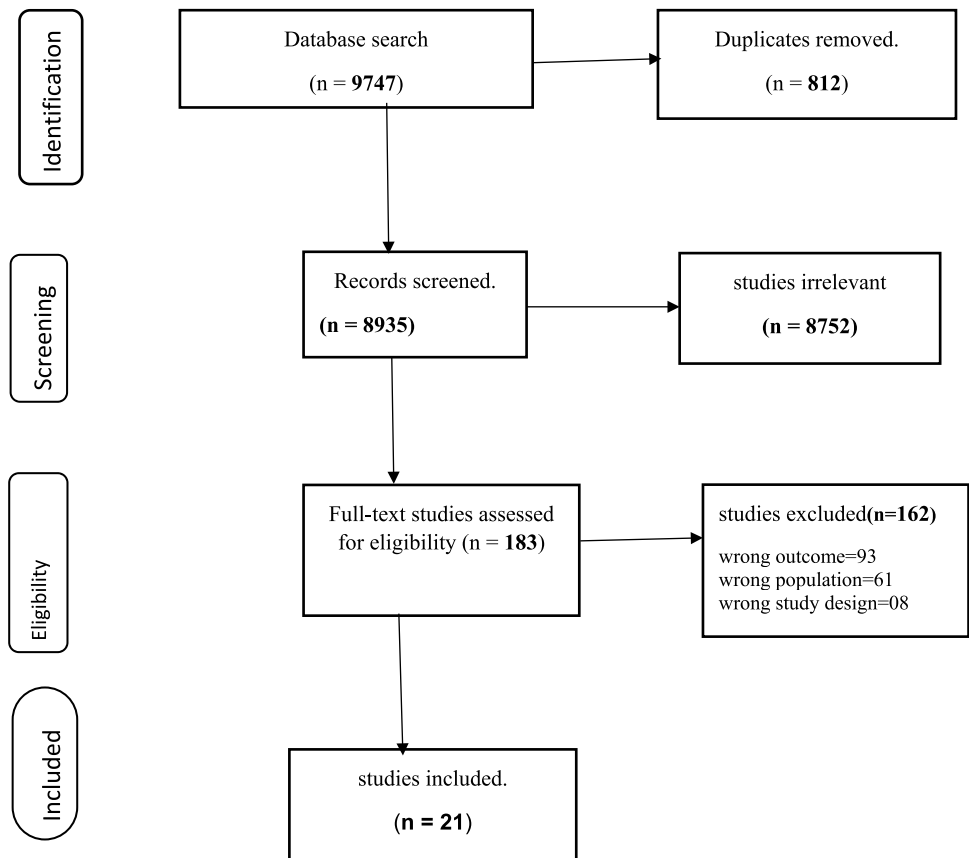 Identification
Database search
(n = 9747)
Duplicates removed.
(n = 812)
Screening
Records screened.
(n = 8935)
studies irrelevant
(n = 8752)
Eligibility
Full-text studies assessed
for eligibility (n = 183)
studies excluded(n=162)
wrong outcome=93
wrong population=61
wrong study design=08
Included
studies included.
(n = 21)